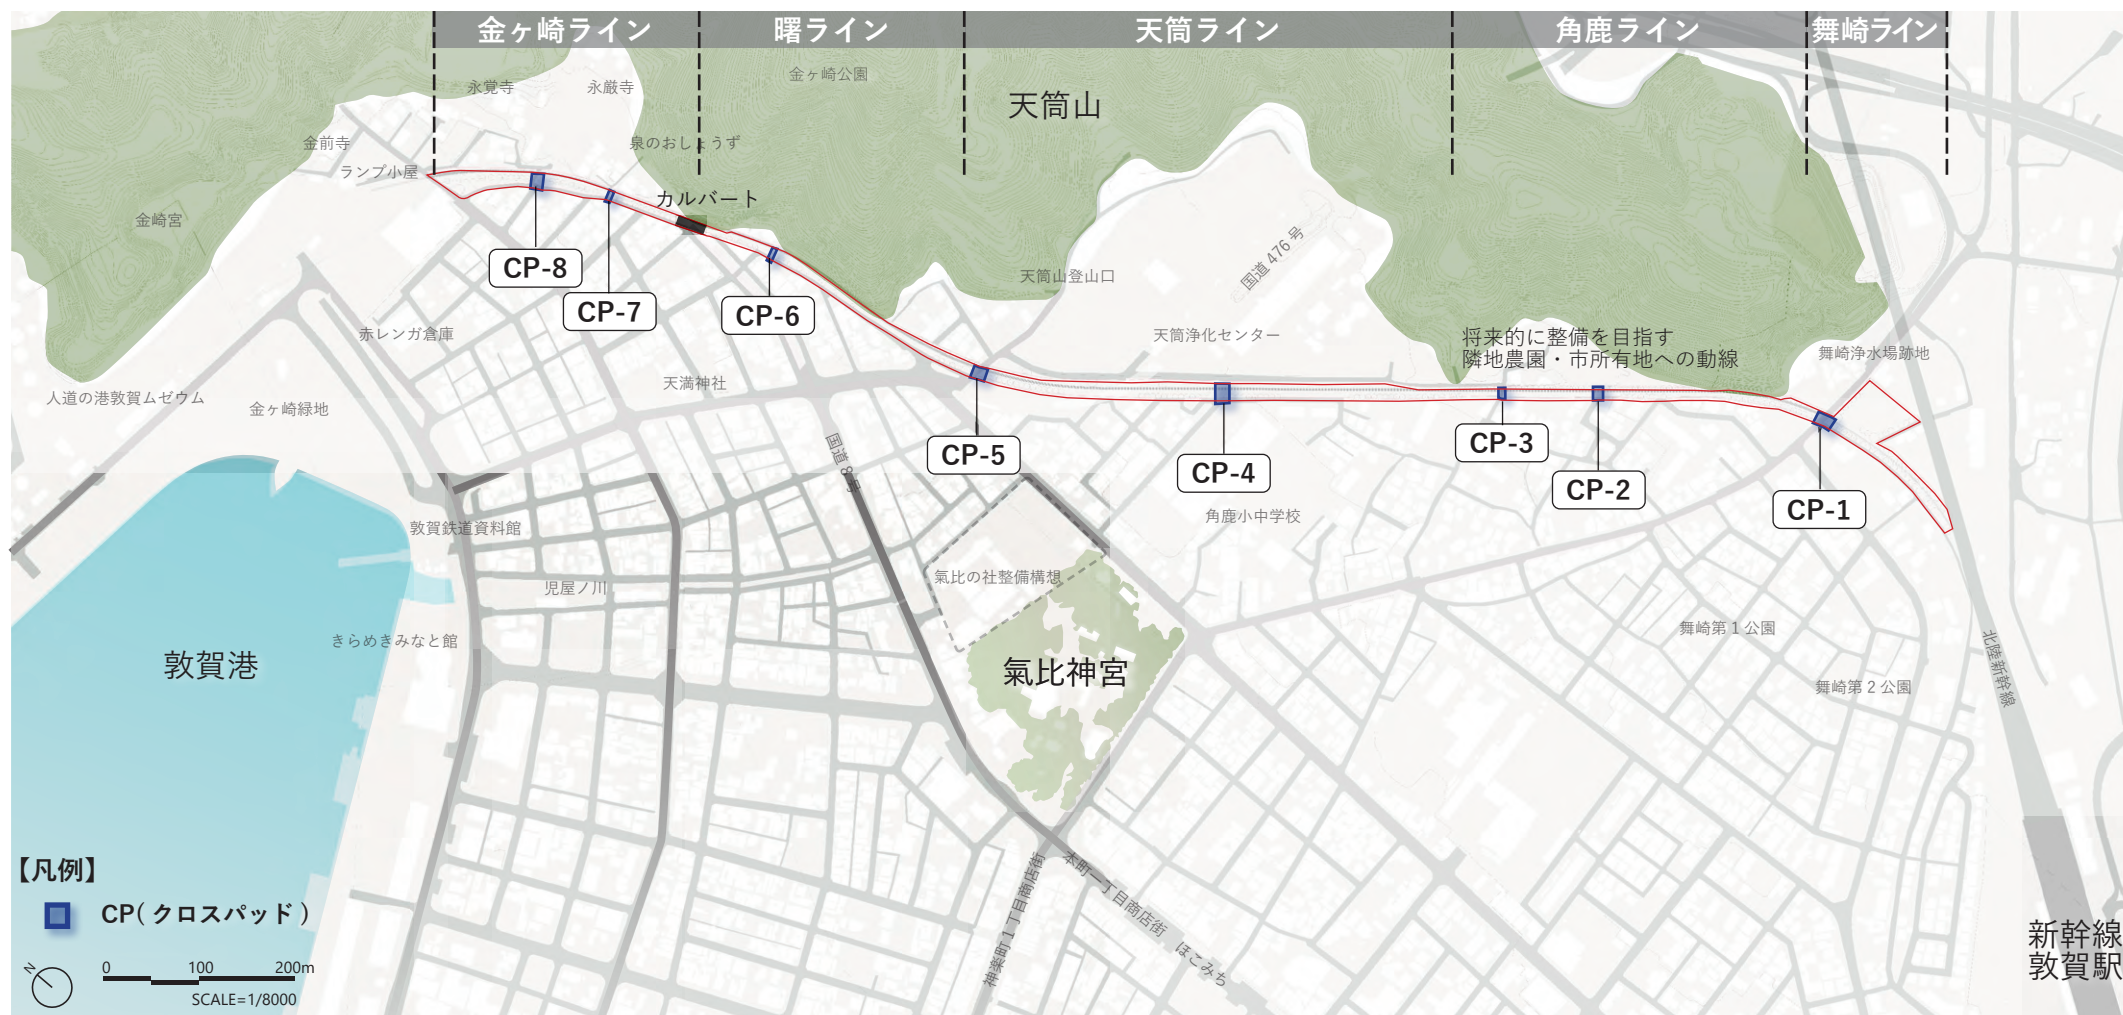 金ヶ崎ライン
曙ライン
天筒ライン
角鹿ライン
舞崎ライン
金ヶ崎公園
永覚寺
永厳寺
天筒山
金前寺
泉のおしょうず
ランプ小屋
カルバート
金崎宮
CP-8
CP-7
CP-6
天筒山登山口
国道 476 号
赤レンガ倉庫
天筒浄化センター
将来的に整備を目指す
隣地農園・市所有地への動線
舞崎浄水場跡地
天満神社
人道の港敦賀ムゼウム
金ヶ崎緑地
CP-5
CP-4
CP-3
CP-2
CP-1
国道 8 号
敦賀鉄道資料館
角鹿小中学校
氣比の社整備構想
児屋ノ川
きらめきみなと館
敦賀港
氣比神宮
舞崎第 1 公園
舞崎第 2 公園
北陸新幹線
神楽町 1 丁目商店街
本町一丁目商店街
ほこみち
新幹線
敦賀駅
【凡例】
CP( クロスパッド )
N
0 100 200m
SCALE=1/8000